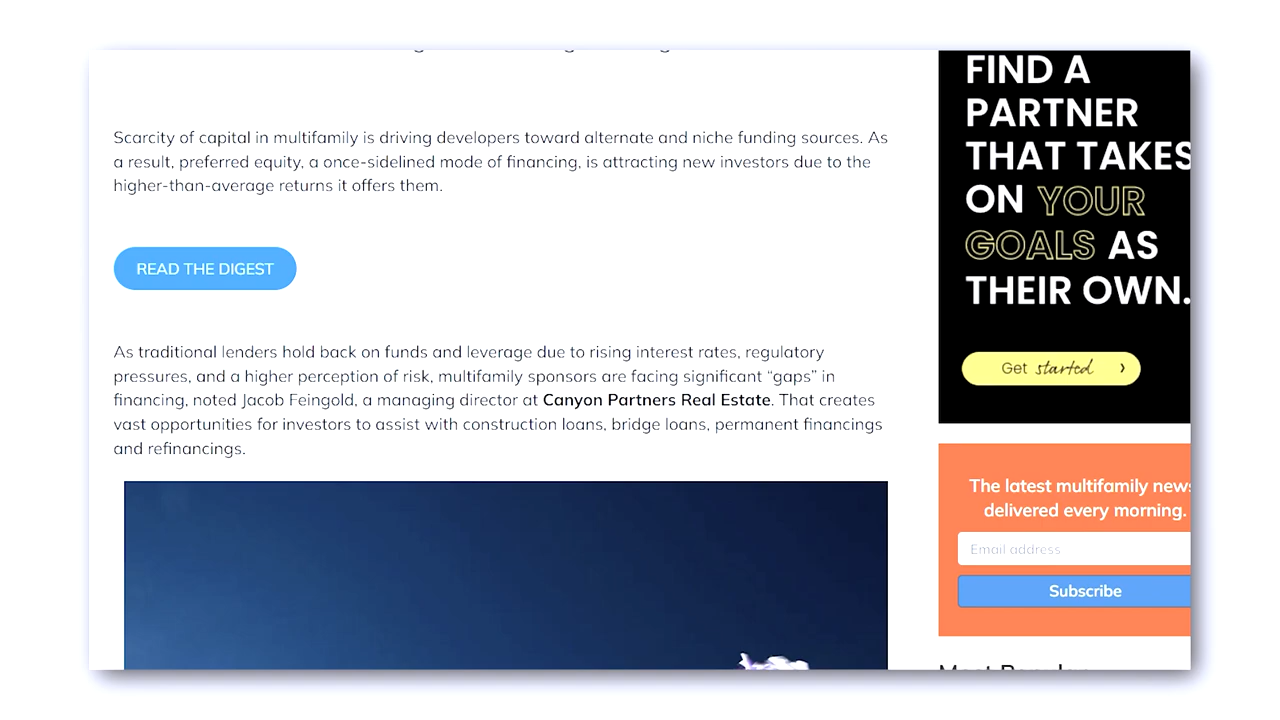 Scarcity of capital in multifamily is driving developers toward alternate and niche funding sources. As
a result, preferred equity, a once-sidelined mode of financing, is attracting new investors due to the
higher-than-average returns it offers them.
READ THE DIGEST
As traditional lenders hold back on funds and leverage due to rising interest rates, regulatory
pressures, and a higher perception of risk, multifamily sponsors are facing significant “gaps” in
financing, noted Jacob Feingold, a managing director at Canyon Partners Real Estate. That creates
vast opportunities for investors to assist with construction loans, bridge loans, permanent financings
and refinancings.
FIND A
PARTNER
THAT TAKES
ON YOUR
GOALS AS
THEIR OWN.
Get started
The latest multifamily news
delivered every morning.
Email address
Subscribe